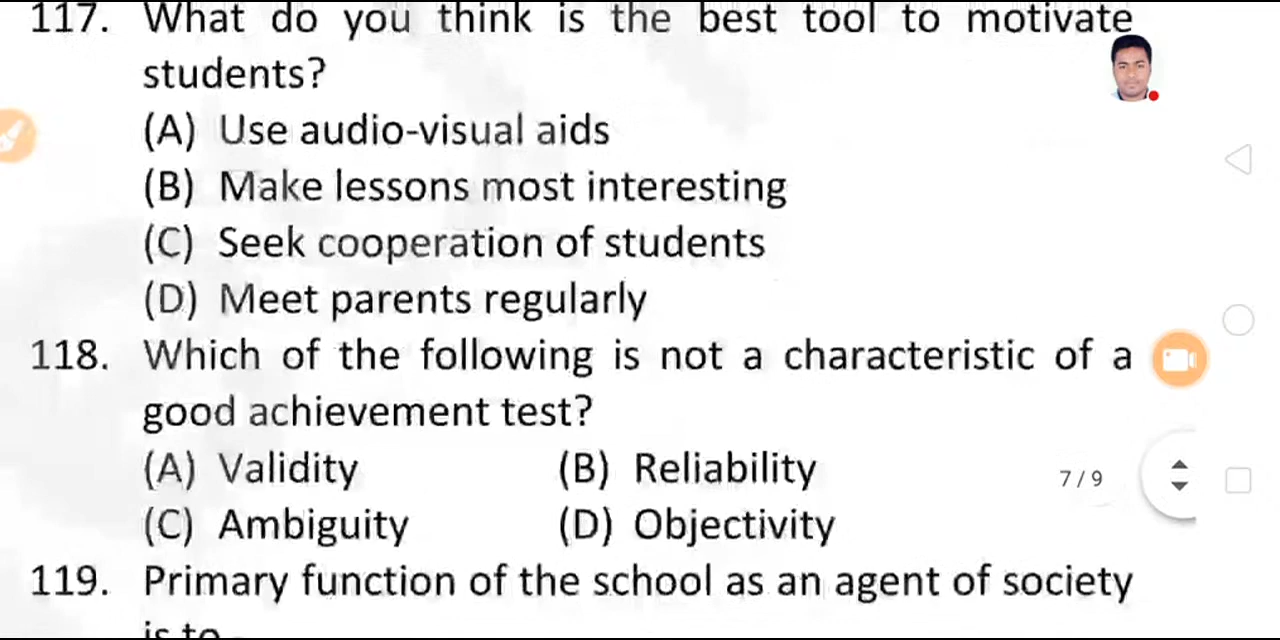 117. What do you think is the best tool to motivate
students?
(A) Use audio-visual aids
(B) Make lessons most interesting
(C) Seek cooperation of students
(D) Meet parents regularly
118. Which of the following is not a characteristic of a
good achievement test?
(A) Validity (B) Reliability
7/9
(C) Ambiguity (D) Objectivity
119. Primary function of the school as an agent of society
is to